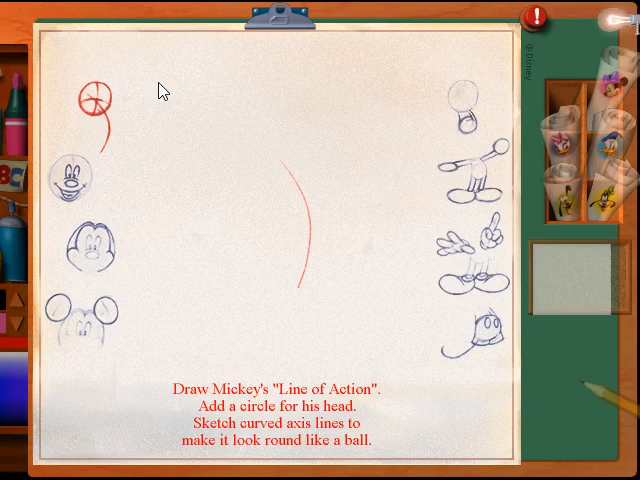 ©Disney
BC
Draw Mickey's "Line of Action".
Add a circle for his head.
Sketch curved axis lines to
make it look round like a ball.